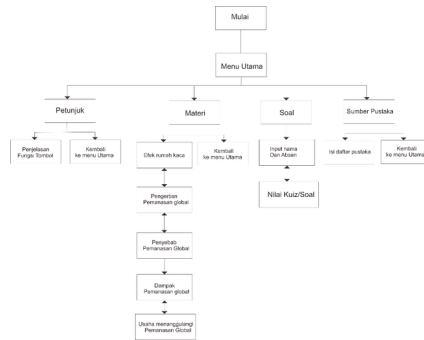 Mulai
Menu Utama
Petunjuk
Materi
Soal
Sumber Pustaka
Penjelasan
Fungsi Tombol
Kembali
ke menu Utama
Efek rumah kaca
Kembali
ke menu Utama
Input nama
Dan Absen
Isi daftar pustaka
Kembali
ke menu Utama
Pengertian
Pemanasan global
Nilai Kuiz/Soal
Penyebab
Pemanasan Global
Dampak
Pemanasan global
Usaha menanggulangi
Pemanasan Global